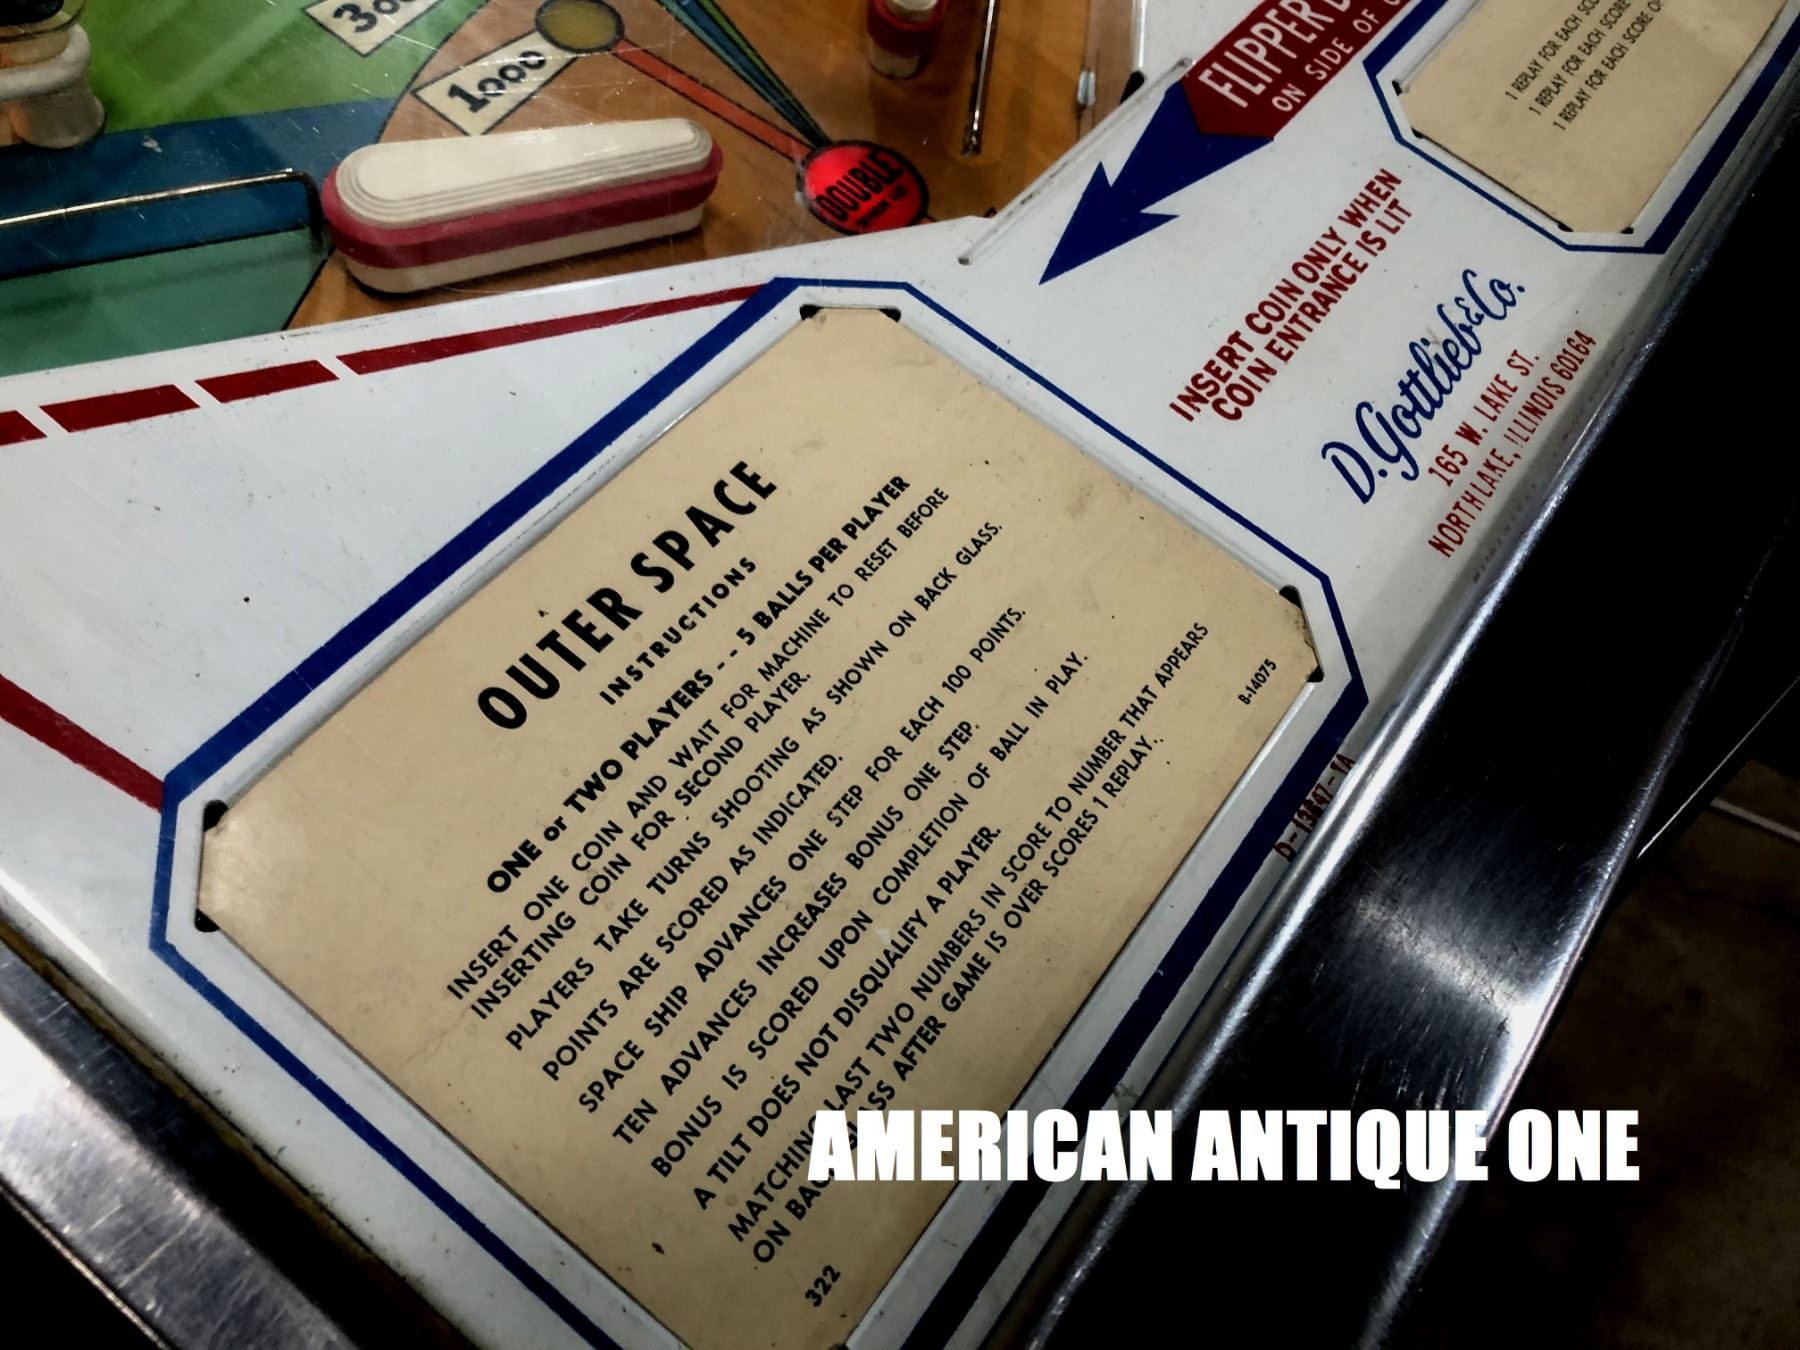 1000
DOUBLE
FLIPPER
ON SIDE OF
1 REPLAY FOR EACH
1 REPLAY FOR EACH SCORE
1 REPLAY FOR EACH SCORE
INSERT COIN ONLY WHEN
COIN ENTRANCE IS LIT
D. Gottlieb & Co.
165 W. LAKE ST.
NORTHLAKE, ILLINOIS 60164
OUTER SPACE
INSTRUCTIONS
ONE or TWO PLAYERS -- 5 BALLS PER PLAYER
INSERT ONE COIN AND WAIT FOR MACHINE TO RESET BEFORE
INSERTING COIN FOR SECOND PLAYER.
PLAYERS TAKE TURNS SHOOTING AS SHOWN ON BACK GLASS.
POINTS ARE SCORED AS INDICATED.
SPACE SHIP ADVANCES ONE STEP FOR EACH 100 POINTS.
TEN ADVANCES INCREASES BONUS ONE STEP.
BONUS IS SCORED UPON COMPLETION OF BALL IN PLAY.
A TILT DOES NOT DISQUALIFY A PLAYER.
MATCHING LAST TWO NUMBERS IN SCORE TO NUMBER THAT APPEARS
ON AFTER GAME IS OVER SCORES 1 REPLAY.
322
B-14075
AMERICAN ANTIQUE ONE